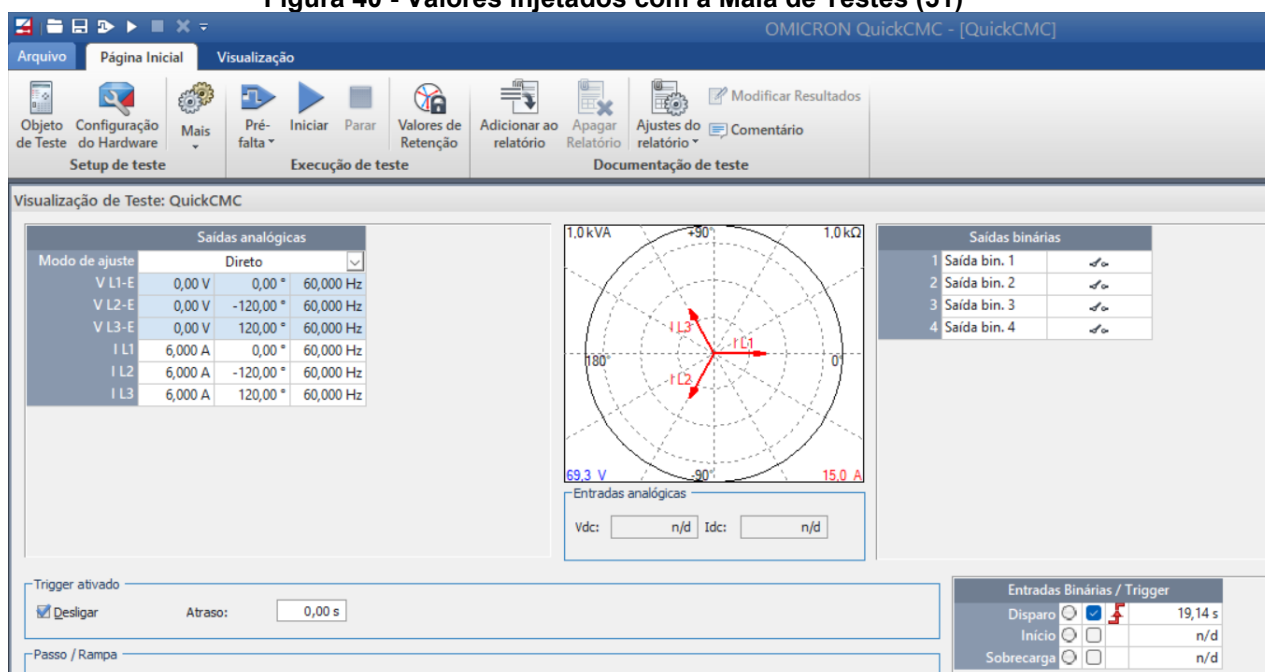 Figura 40 - Valores Injetados com a Mala de Testes (51)
OMICRON QuickCMC - [QuickCMC]
Arquivo Página Inicial Visualização
Objeto de Teste
Configuração do Hardware
Mais
Pré-falta
Iniciar
Parar
Valores de Retenção
Adicionar ao relatório
Apagar Relatório
Ajustes do relatório
Modificar Resultados
Comentário
Setup de teste
Execução de teste
Documentação de teste
Visualização de Teste: QuickCMC
Saídas analógicas
Modo de ajuste Direto
V L1-E 0,00 V 0,00 ° 60,000 Hz
V L2-E 0,00 V -120,00 ° 60,000 Hz
V L3-E 0,00 V 120,00 ° 60,000 Hz
I L1 6,000 A 0,00 ° 60,000 Hz
I L2 6,000 A -120,00 ° 60,000 Hz
I L3 6,000 A 120,00 ° 60,000 Hz
1,0 kVA +90° 1,0 kΩ
I L3
I L1
180° 0°
I L2
69,3 V -90° 15,0 A
Entradas analógicas
Vdc: n/d Idc: n/d
Saídas binárias
1 Saída bin. 1
2 Saída bin. 2
3 Saída bin. 3
4 Saída bin. 4
Trigger ativado
Desligar Atraso: 0,00 s
Passo / Rampa
Entradas Binárias / Trigger
Disparo 19,14 s
Início n/d
Sobrecarga n/d